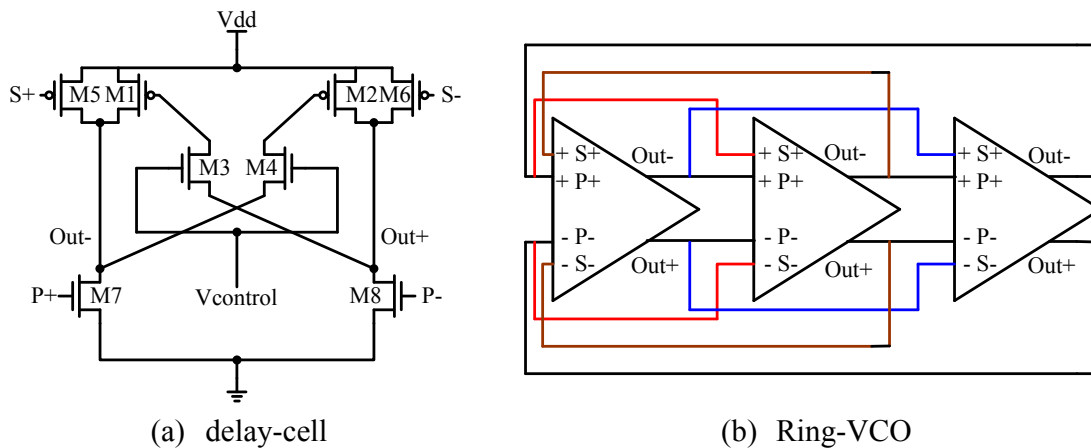 Vdd
S+
M5
M1
M2
M6
S-
M3
M4
Out-
Out+
P+
M7
Vcontrol
M8
P-
(a) delay-cell
+ S+
+ P+
- P-
- S-
Out-
Out+
+ S+
+ P+
- P-
- S-
Out-
Out+
+ S+
+ P+
- P-
- S-
Out-
Out+
(b) Ring-VCO